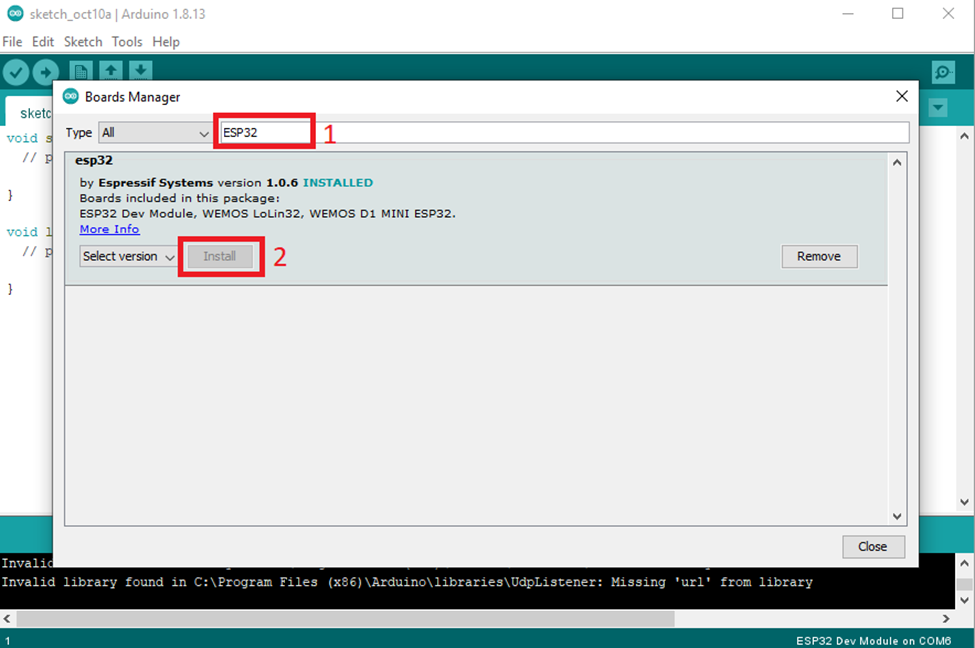 sketch_oct10a | Arduino 1.8.13
File Edit Sketch Tools Help
Boards Manager
Type All ESP32 1
esp32
by Espressif Systems version 1.0.6 INSTALLED
Boards included in this package:
ESP32 Dev Module, WEMOS LoLin32, WEMOS D1 MINI ESP32.
More Info
Select version Install 2 Remove
void
//
}
void
//
}
Close
Invalid library found in C:\Program Files (x86)\Arduino\libraries\UdpListener: Missing 'url' from library
1 ESP32 Dev Module on COM6